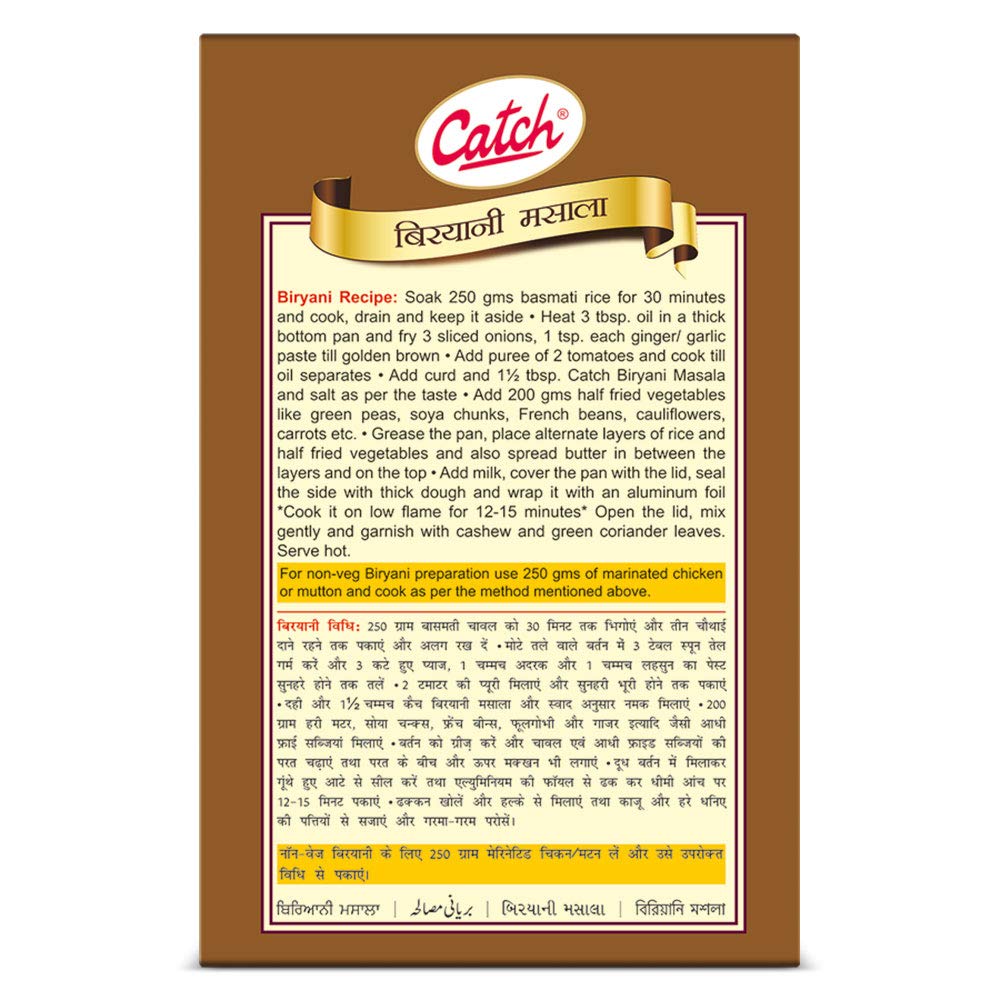 Catch®
बिरयानी मसाला
Biryani Recipe: Soak 250 gms basmati rice for 30 minutes
and cook, drain and keep it aside • Heat 3 tbsp. oil in a thick
bottom pan and fry 3 sliced onions, 1 tsp. each ginger/ garlic
paste till golden brown • Add puree of 2 tomatoes and cook till
oil separates • Add curd and 1½ tbsp. Catch Biryani Masala
and salt as per the taste • Add 200 gms half fried vegetables
like green peas, soya chunks, French beans, cauliflowers,
carrots etc. • Grease the pan, place alternate layers of rice and
half fried vegetables and also spread butter in between the
layers and on the top • Add milk, cover the pan with the lid, seal
the side with thick dough and wrap it with an aluminum foil
*Cook it on low flame for 12-15 minutes* Open the lid, mix
gently and garnish with cashew and green coriander leaves.
Serve hot.
For non-veg Biryani preparation use 250 gms of marinated chicken
or mutton and cook as per the method mentioned above.
बिरयानी विधि: 250 ग्राम बासमती चावल को 30 मिनट तक भिगोएं और तीन चौथाई
दाने रहने तक पकाएं और अलग रख दें •मोटे तले वाले बर्तन में 3 टेबल स्पून तेल
गर्म करें और 3 कटे हुए प्याज, 1 चम्मच अदरक और 1 चम्मच लहसुन का पेस्ट
सुनहरे होने तक तलें •2 टमाटर की प्यूरी मिलाएं और सुनहरी भूरी होने तक पकाएं
•दही और 1½ चम्मच कैच बिरयानी मसाला और स्वाद अनुसार नमक मिलाएं •200
ग्राम हरी मटर, सोया चन्क्स, फ्रेंच बीन्स, फूलगोभी और गाजर इत्यादि जैसी आधी
फ्राई सब्जियां मिलाएं •बर्तन को ग्रीज़ करें और चावल एवं आधी फ्राइड सब्जियों की
परत चढ़ाएं तथा परत के बीच और ऊपर मक्खन भी लगाएं •दूध बर्तन में मिलाकर
गूंथे हुए आटे से सील करें तथा एल्युमिनियम की फॉयल से ढक कर धीमी आंच पर
12-15 मिनट पकाएं •ढक्कन खोलें और हल्के से मिलाएं तथा काजू और हरे धनिए
की पत्तियों से सजाएं और गरमा-गरम परोसें।
नॉन-वेज बिरयानी के लिए 250 ग्राम मेरिनेटिड चिकन/मटन लें और उसे उपरोक्त
विधि से पकाएं।
ਬਿਰਿਆਨੀ ਮਸਾਲਾ | بریانی مصالحہ | બિરયાની મસાલા | বিরিয়ানি মশলা